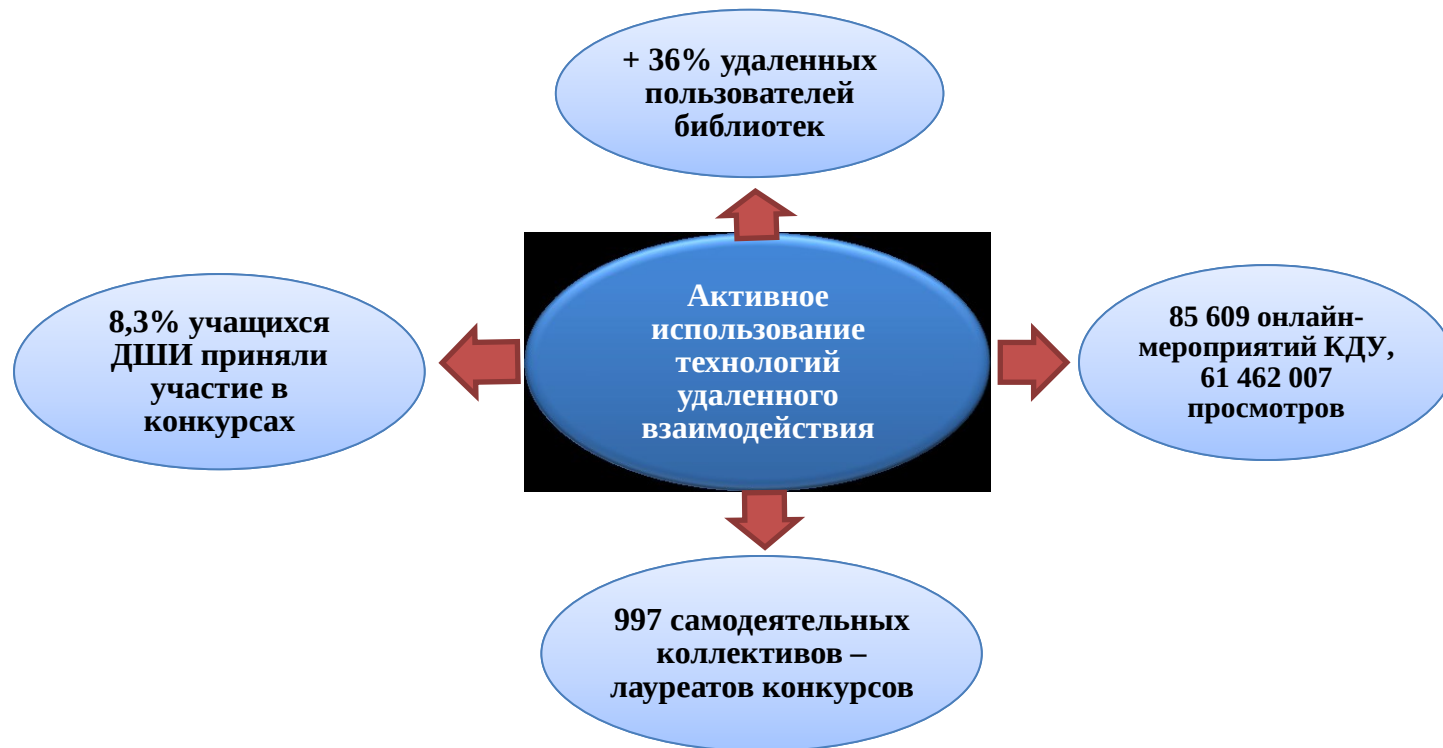 + 36% удаленных
пользователей
библиотек
8,3% учащихся
ДШИ приняли
участие в
конкурсах
Активное
использование
технологий
удаленного
взаимодействия
85 609 онлайн-
мероприятий КДУ,
61 462 007
просмотров
997 самодеятельных
коллективов –
лауреатов конкурсов